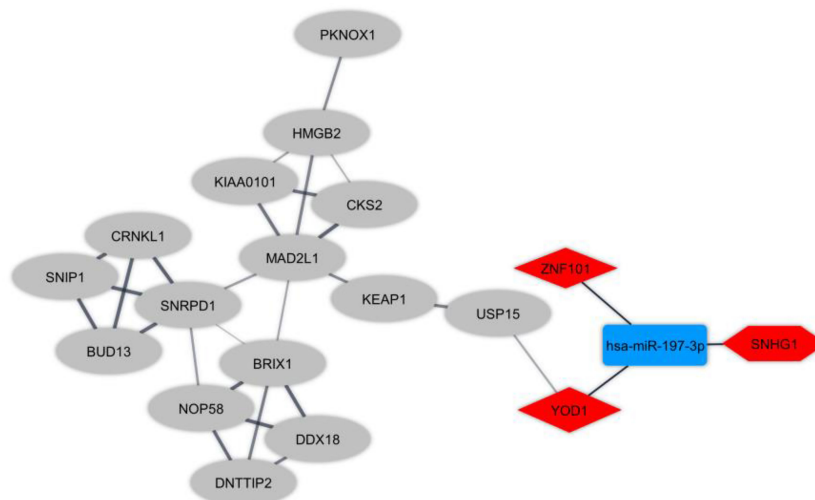 PKNOX1
HMGB2
KIAA0101
CKS2
CRNKL1
MAD2L1
SNIP1
ZNF101
KEAP1
SNRPD1
USP15
hsa-miR-197-3p
SNHG1
BUD13
BRIX1
NOP58
YOD1
DDX18
DNTTIP2